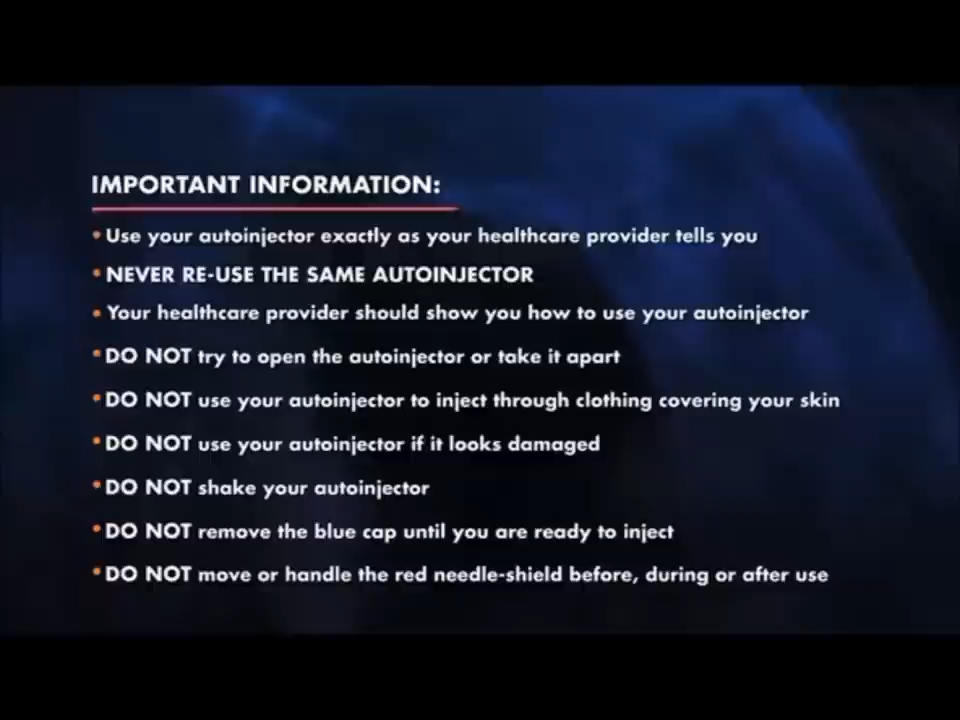 IMPORTANT INFORMATION:
• Use your autoinjector exactly as your healthcare provider tells you
• NEVER RE-USE THE SAME AUTOINJECTOR
• Your healthcare provider should show you how to use your autoinjector
• DO NOT try to open the autoinjector or take it apart
• DO NOT use your autoinjector to inject through clothing covering your skin
• DO NOT use your autoinjector if it looks damaged
• DO NOT shake your autoinjector
• DO NOT remove the blue cap until you are ready to inject
• DO NOT move or handle the red needle-shield before, during or after use